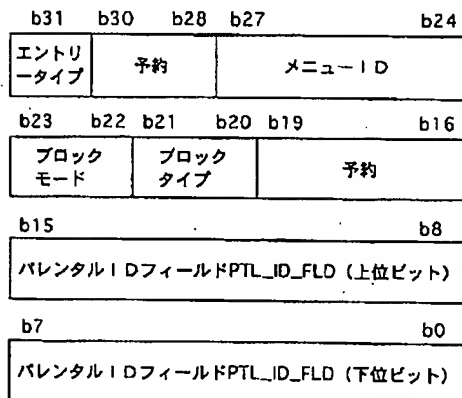 b31 b30 b28 b27 b24
エントリ
ータイプ
予約
メニューID
b23 b22 b21 b20 b19 b16
ブロック
モード
ブロック
タイプ
予約
b15 b8
パレンタルIDフィールドPTL_ID_FLD（上位ビット）
b7 b0
パレンタルIDフィールドPTL_ID_FLD（下位ビット）